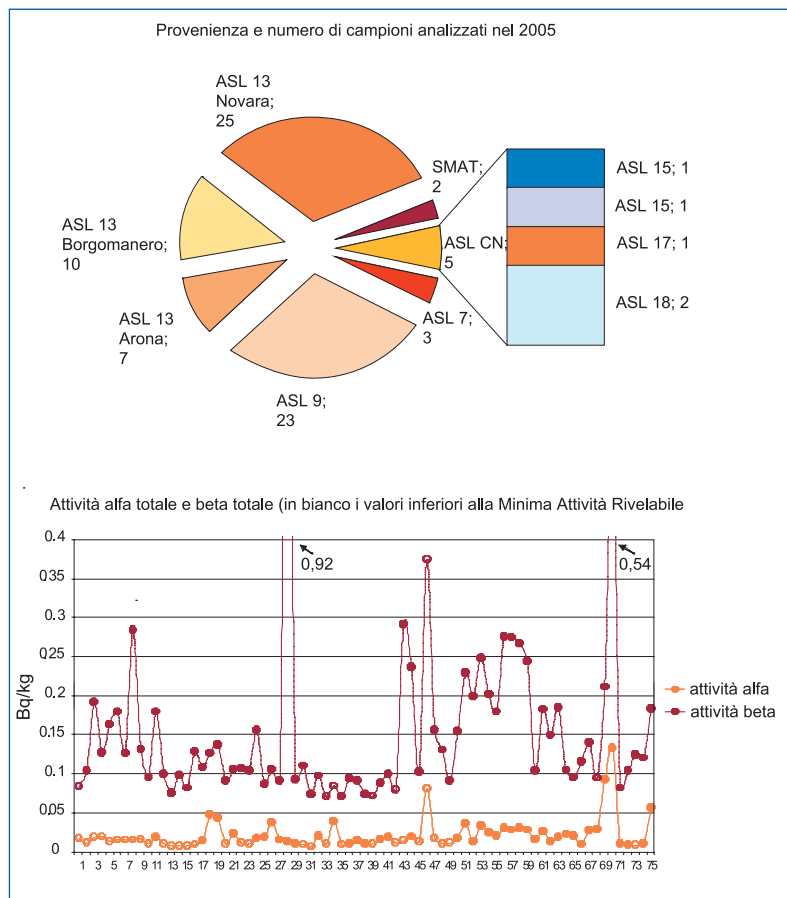 Provenienza e numero di campioni analizzati nel 2005
ASL 13
Novara;
25
SMAT;
2
ASL 15; 1
ASL 15; 1
ASL 17; 1
ASL 18; 2
ASL CN;
5
ASL 13
Borgomanero;
10
ASL 13
Arona;
7
ASL 7;
3
ASL 9;
23
Attività alfa totale e beta totale (in bianco i valori inferiori alla Minima Attività Rivelabile
0.4
0,92
0,54
0.35
0.3
0.25
0.2
0.15
0.1
0.05
0
Bq/kg
attività alfa
attività beta
1 3 5 7 9 11 13 15 17 19 21 23 25 27 29 31 33 35 37 39 41 43 45 47 49 51 53 55 57 59 61 63 65 67 69 71 73 75